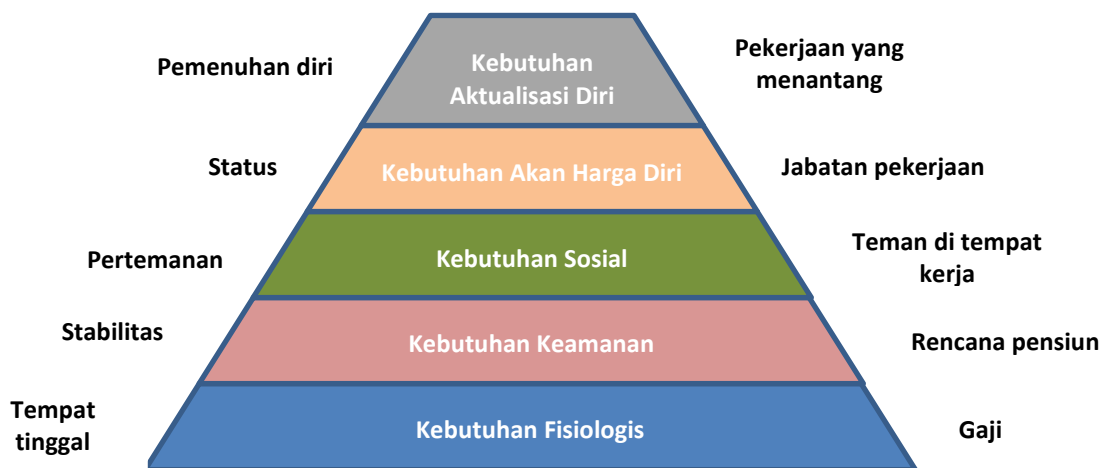 Pemenuhan diri
Kebutuhan
Aktualisasi Diri
Pekerjaan yang
menantang
Status
Kebutuhan Akan Harga Diri
Jabatan pekerjaan
Pertemanan
Kebutuhan Sosial
Teman di tempat
kerja
Stabilitas
Kebutuhan Keamanan
Rencana pensiun
Tempat
tinggal
Kebutuhan Fisiologis
Gaji